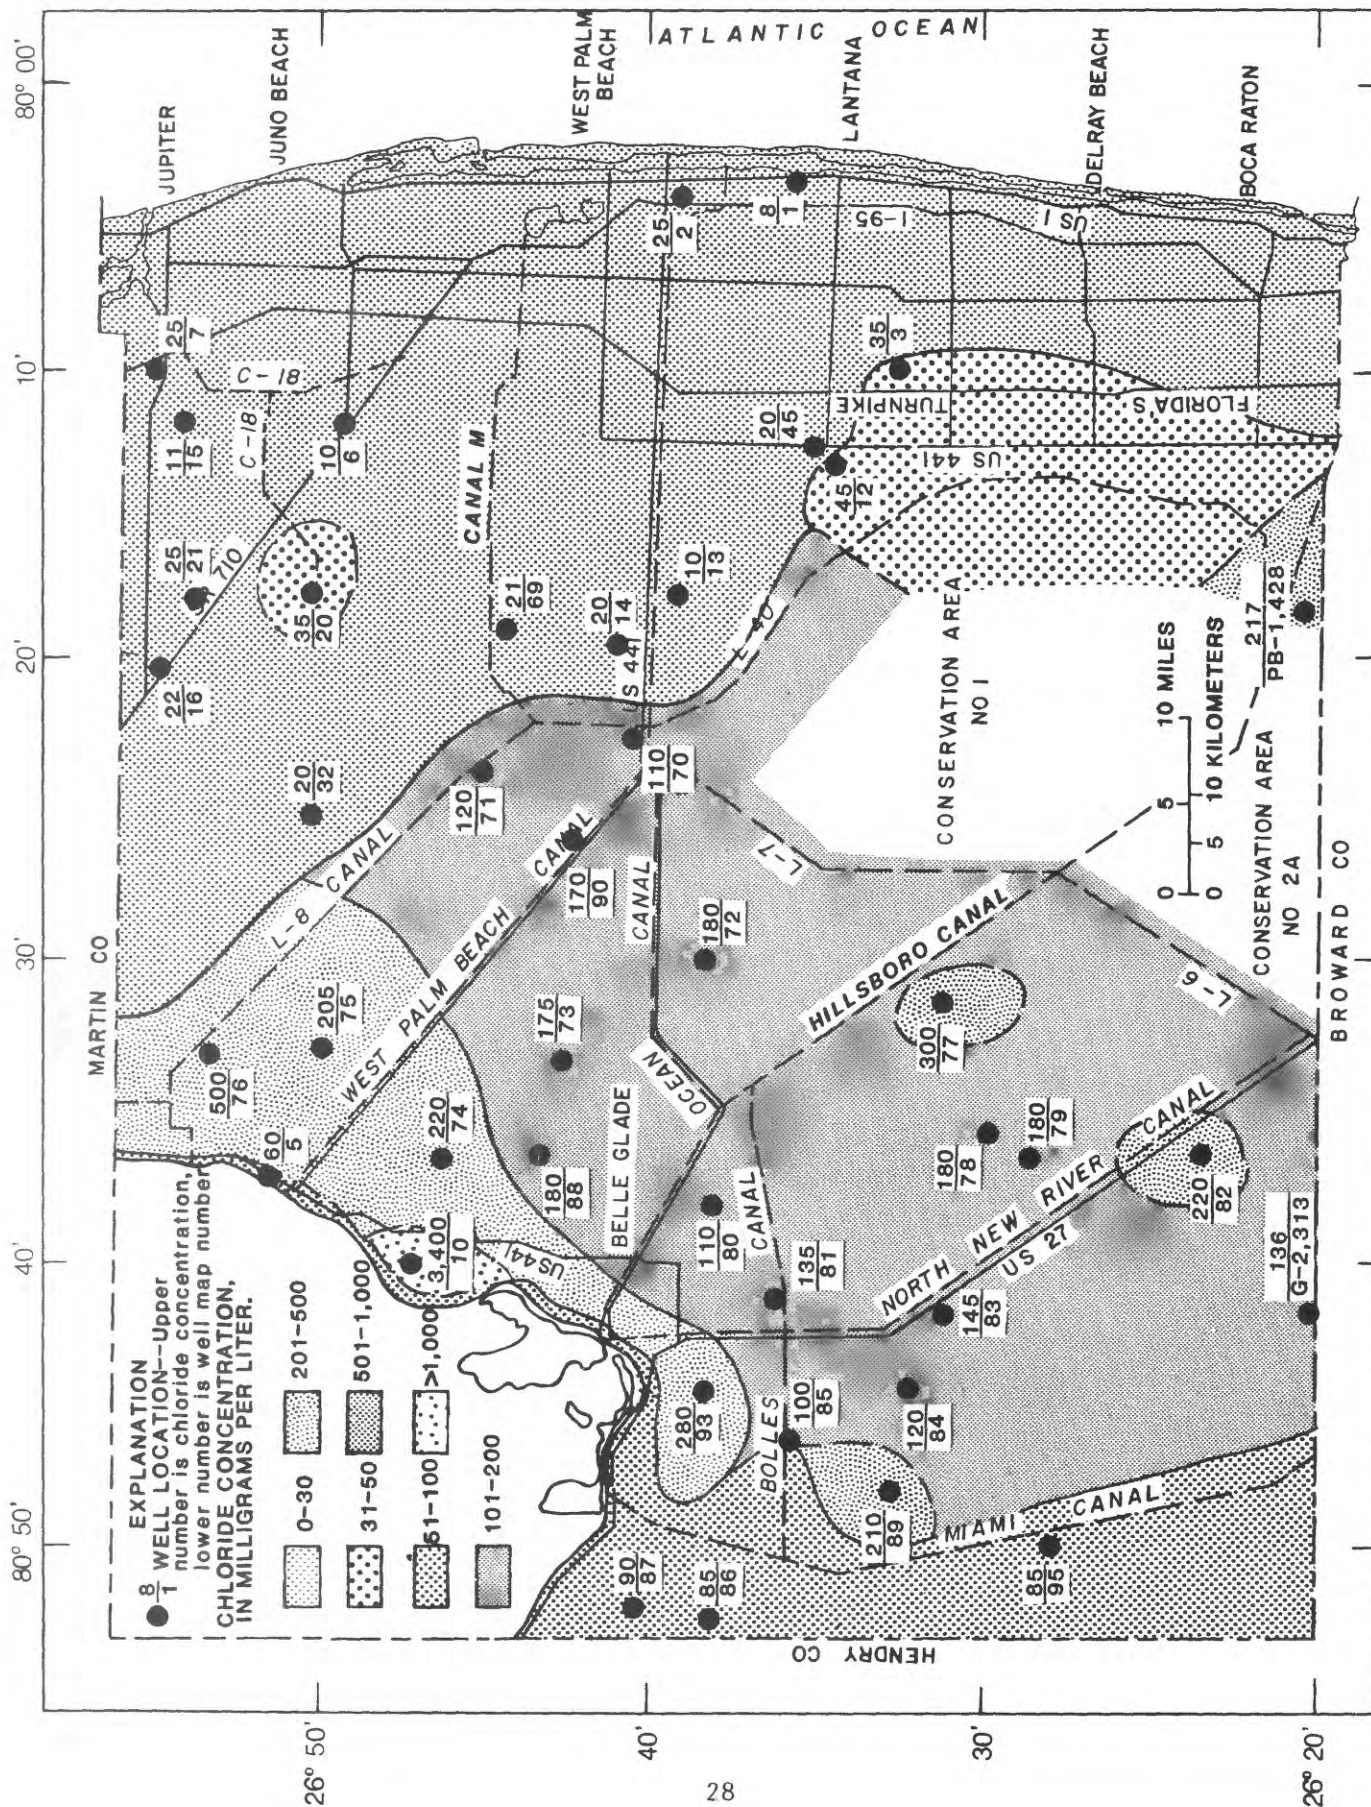 80° 50'
40'
30'
20'
10'
80° 00'
26° 50'
40'
30'
26° 20'
EXPLANATION
8/1 WELL LOCATION--Upper
number is chloride concentration,
lower number is well map number
CHLORIDE CONCENTRATION,
IN MILLIGRAMS PER LITER.
0-30
31-50
51-100
101-200
201-500
501-1,000
>1,000
MARTIN CO
HENDRY CO
BROWARD CO
ATLANTIC OCEAN
JUPITER
JUNO BEACH
WEST PALM
BEACH
LANTANA
DELRAY BEACH
BOCA RATON
BELLE GLADE
22/16
25/21
11/15
25/7
C-18
C-18
710
35/20
10/6
20/32
CANAL M
21/69
20/14
10/13
25/2
8/1
I-95
US 1
35/3
20/45
45/12
TURNPIKE
FLORIDA'S
US 441
US 441
L-40
L-8 CANAL
120/71
110/70
WEST PALM BEACH CANAL
170/90
500/76
205/75
60/5
220/74
3,400/10
US 441
175/73
180/88
OCEAN CANAL
180/72
L-7
HILLSBORO CANAL
300/77
L-6
CONSERVATION AREA
NO 1
CONSERVATION AREA
NO 2A
217/PB-1,428
0 5 10 MILES
0 5 10 KILOMETERS
110/80
135/81
BOLLES CANAL
180/78
180/79
NORTH NEW RIVER CANAL
US 27
220/82
136/G-2,313
145/83
280/93
100/85
120/84
210/89
MIAMI CANAL
90/87
85/86
85/95
28